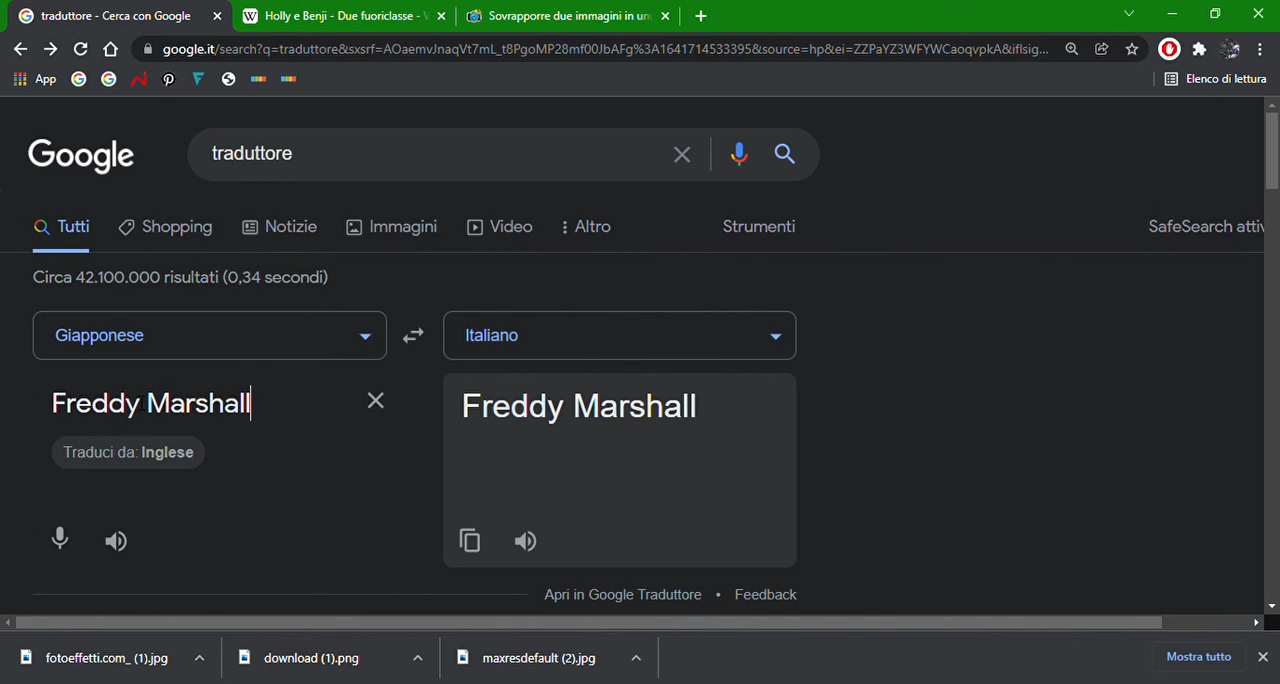 traduttore - Cerca con Google
Holly e Benji - Due fuoriclasse -
Sovrapporre due immagini in un
google.it/search?q=traduttore&sxsrf=AOaemvJnaqVt7mL_t8PgoMP28mf00JbAFg%3A1641714533395&source=hp&ei=ZZPaYZ3WFYWCaoqvpkA&iflsig...
App
Elenco di lettura
Google
traduttore
Tutti Shopping Notizie Immagini Video Altro Strumenti SafeSearch attiv
Circa 42.100.000 risultati (0,34 secondi)
Giapponese Italiano
Freddy Marshall Freddy Marshall
Traduci da: Inglese
Apri in Google Traduttore • Feedback
fotoeffetti.com_ (1).jpg download (1).png maxresdefault (2).jpg Mostra tutto